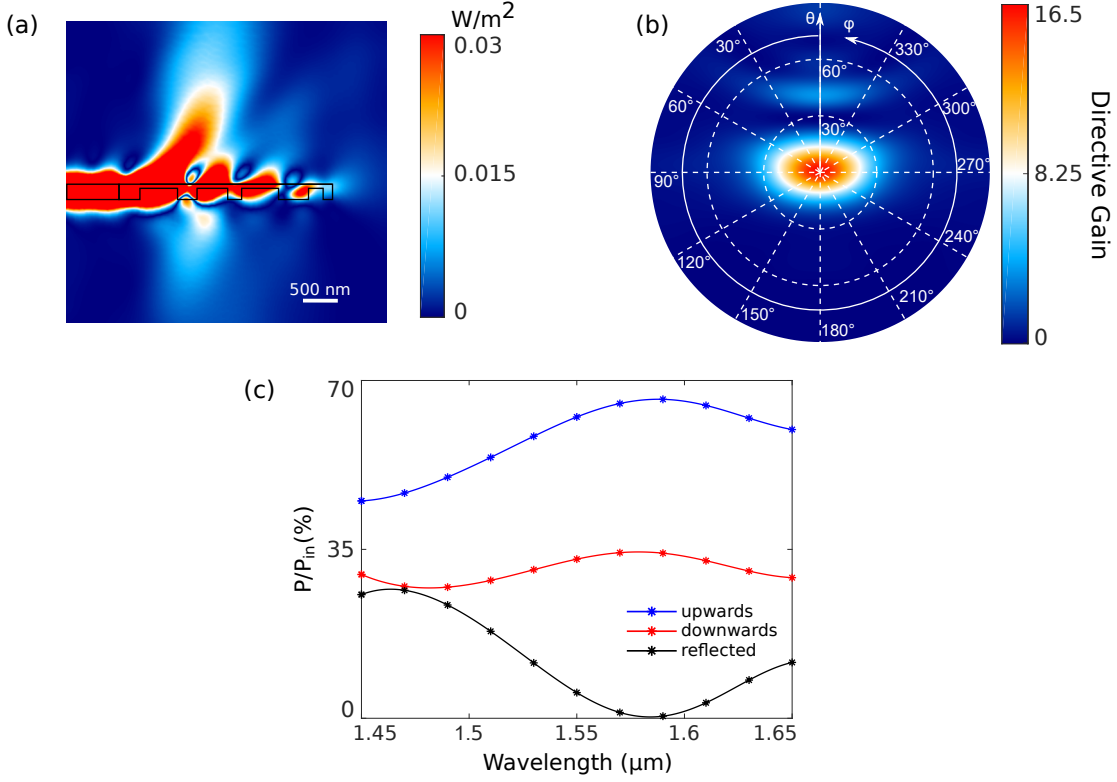 (a)
W/m²
0.03
0.015
0
500 nm
(b)
θ
φ
30°
60°
90°
120°
150°
180°
210°
240°
270°
300°
330°
60°
30°
16.5
8.25
0
Directive Gain
(c)
70
35
0
P/Pin(%)
upwards
downwards
reflected
1.45
1.5
1.55
1.6
1.65
Wavelength (μm)